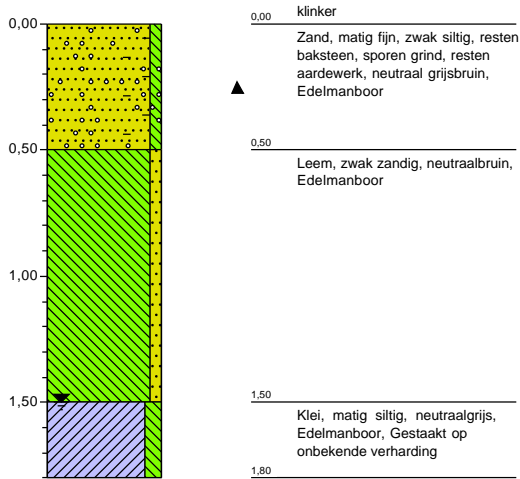 klinker
0,00
0,00
Zand, matig fijn, zwak siltig, resten
baksteen, sporen grind, resten
aardewerk, neutraal grijsbruin,
Edelmanboor
0,50
0,50
Leem, zwak zandig, neutraalbruin,
Edelmanboor
1,00
1,50
1,50
Klei, matig siltig, neutraalgrijs,
Edelmanboor, Gestaakt op
onbekende verharding
1,80